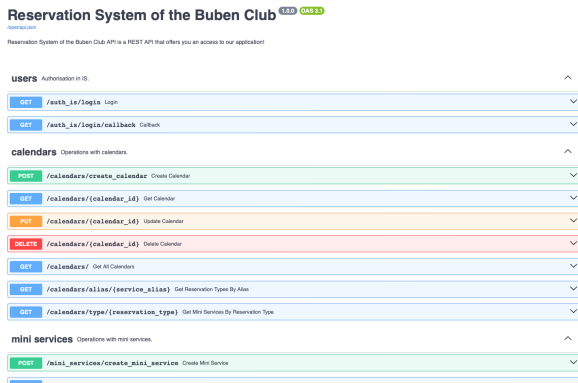 Reservation System of the Buben Club 1.0.0 OAS 3.1
/openapi.json
Reservation System of the Buben Club API is a REST API that offers you an access to our application!
users Authorisation in IS.
GET /auth_is/login Login
GET /auth_is/login/callback Callback
calendars Operations with calendars.
POST /calendars/create_calendar Create Calendar
GET /calendars/{calendar_id} Get Calendar
PUT /calendars/{calendar_id} Update Calendar
DELETE /calendars/{calendar_id} Delete Calendar
GET /calendars/ Get All Calendars
GET /calendars/alias/{service_alias} Get Reservation Types By Alias
GET /calendars/type/{reservation_type} Get Mini Services By Reservation Type
mini services Operations with mini services.
POST /mini_services/create_mini_service Create Mini Service